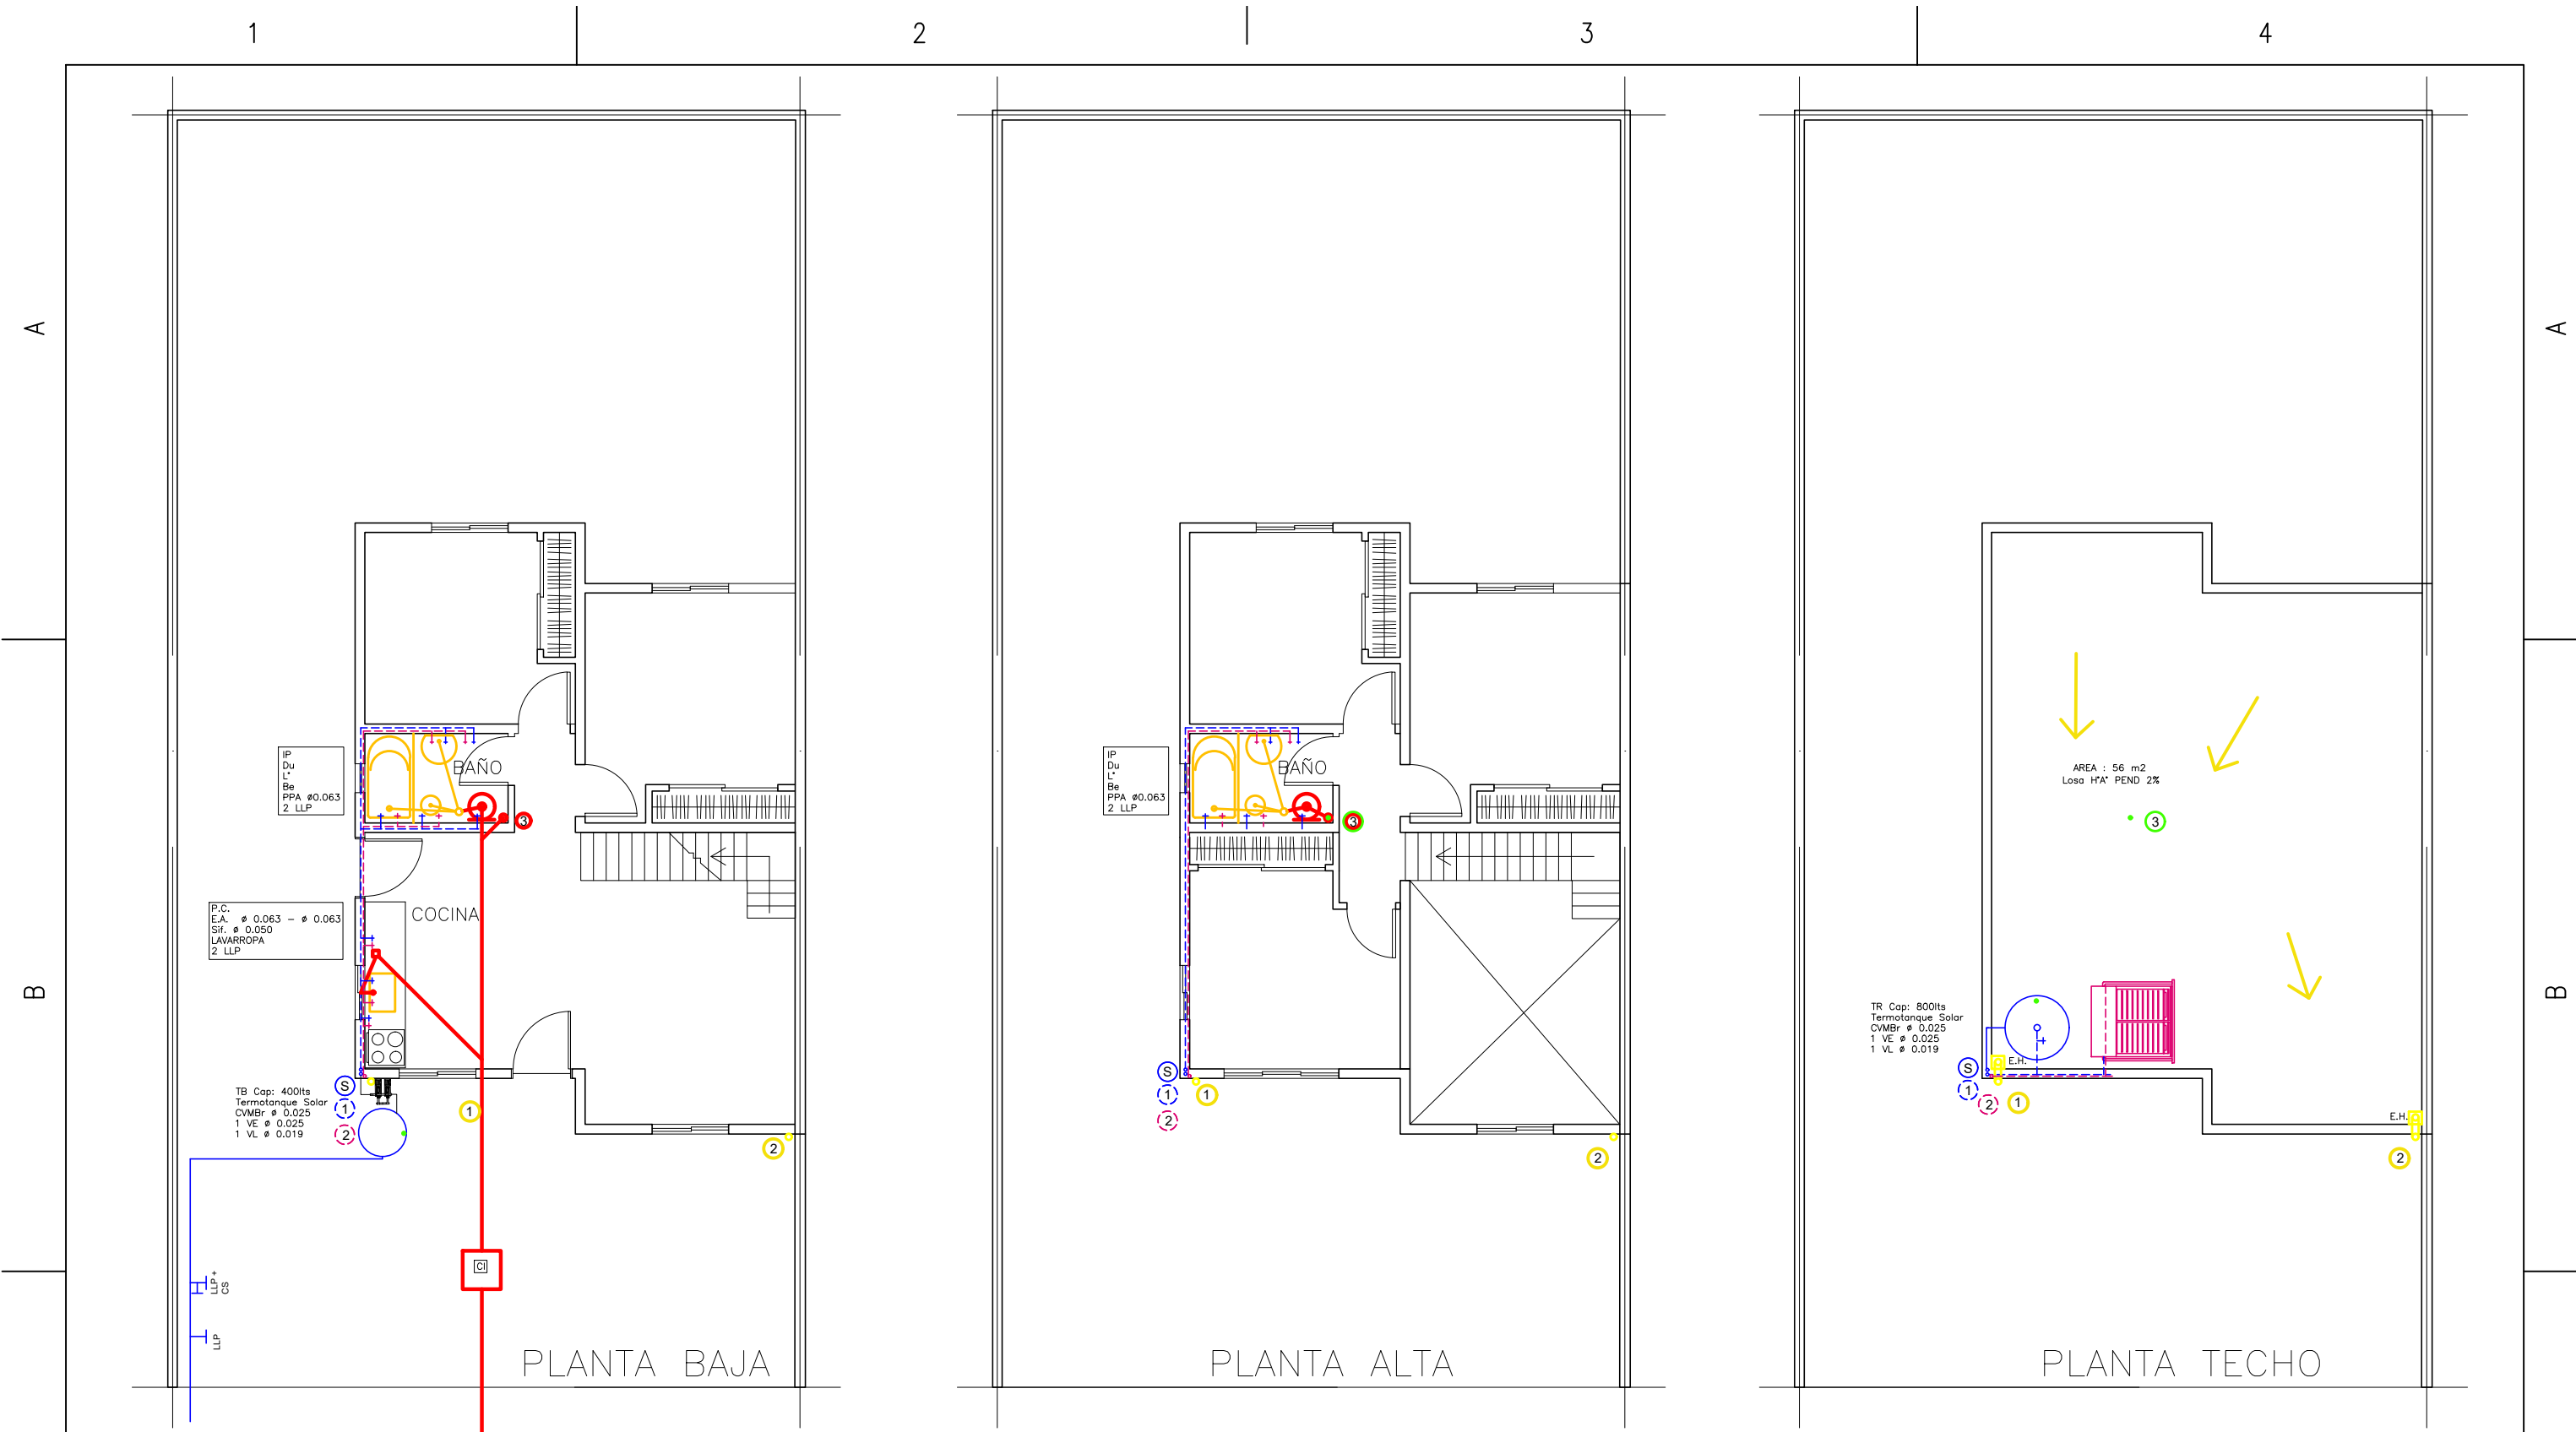 1
2
3
4
A
A
B
B
IP
Du
L°
Be
PPA ø0.063
2 LLP
BAÑO
3
P.C.
E.A. ø 0.063 - ø 0.063
Sif. ø 0.050
LAVARROPA
2 LLP
COCINA
TB Cap: 400lts
Termotanque Solar
CVMBr ø 0.025
1 VE ø 0.025
1 VL ø 0.019
S
1
2
1
2
CI
LLP+
CS
LLP
PLANTA BAJA
IP
Du
L°
Be
PPA ø0.063
2 LLP
BAÑO
3
S
1
2
1
2
PLANTA ALTA
AREA : 56 m2
Losa H°A° PEND 2%
3
TR Cap: 800lts
Termotanque Solar
CVMBr ø 0.025
1 VE ø 0.025
1 VL ø 0.019
S
1
2
1
E.H.
E.H.
2
PLANTA TECHO